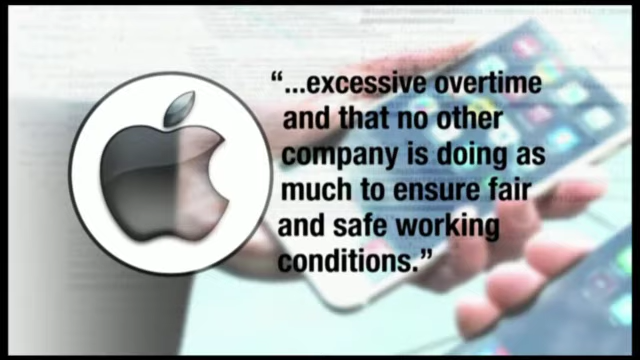 “...excessive overtime
and that no other
company is doing as
much to ensure fair
and safe working
conditions.”